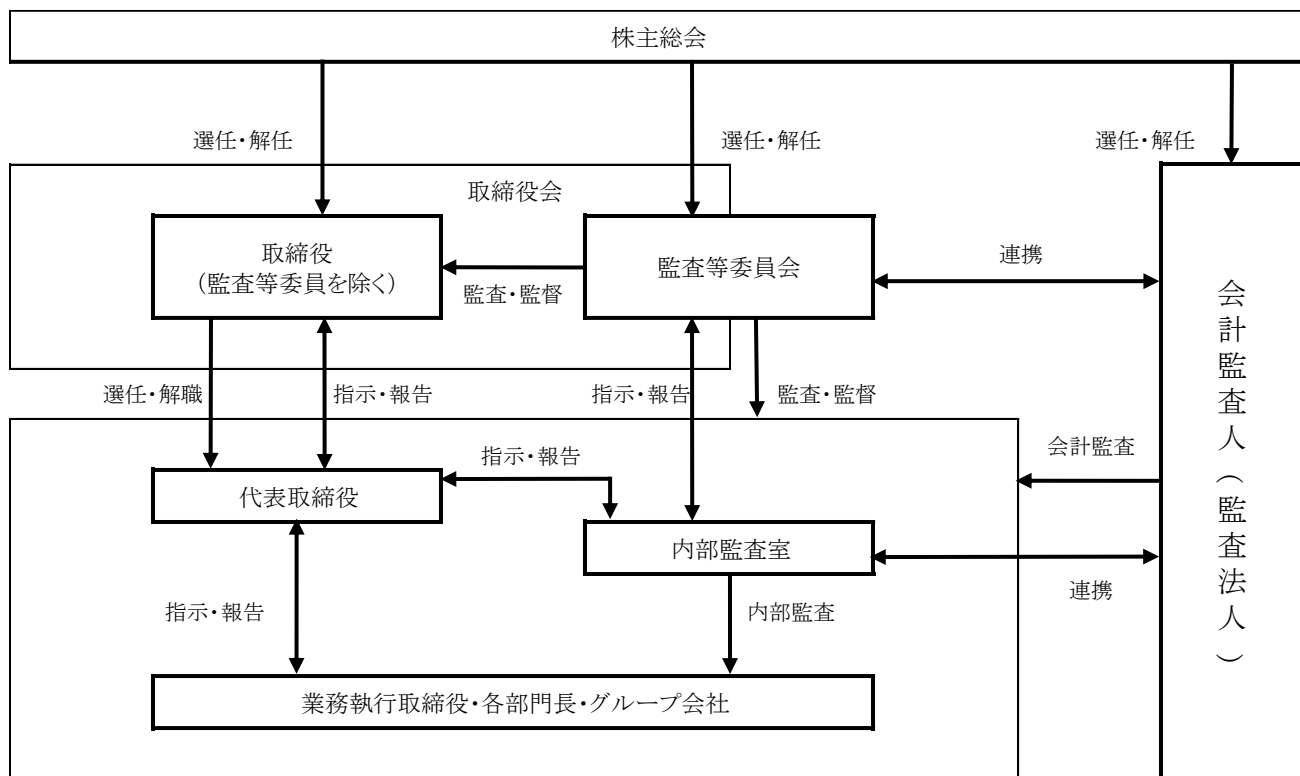 株主総会
選任・解任
選任・解任
選任・解任
取締役会
取締役
(監査等委員を除く)
監査等委員会
連携
監査・監督
会計監査人(監査法人)
選任・解職
指示・報告
指示・報告
監査・監督
指示・報告
会計監査
代表取締役
内部監査室
連携
指示・報告
内部監査
業務執行取締役・各部門長・グループ会社